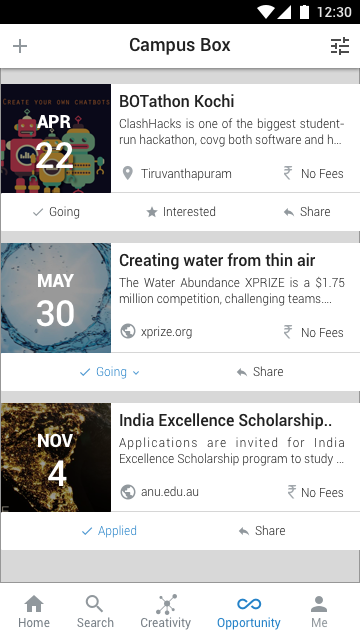 12:30
Campus Box
CREATE YOUR OWN CHATBOTS
APR
22
BOTathon Kochi
ClashHacks is one of the biggest student-
run hackathon, covg both software and h...
Tiruvanthapuram
₹ No Fees
Going
Interested
Share
MAY
30
Creating water from thin air
The Water Abundance XPRIZE is a $1.75
million competition, challenging teams....
xprize.org
₹ No Fees
Going
Share
NOV
4
India Excellence Scholarship..
Applications are invited for India
Excellence Scholarship program to study ...
anu.edu.au
₹ No Fees
Applied
Share
Home
Search
Creativity
Opportunity
Me